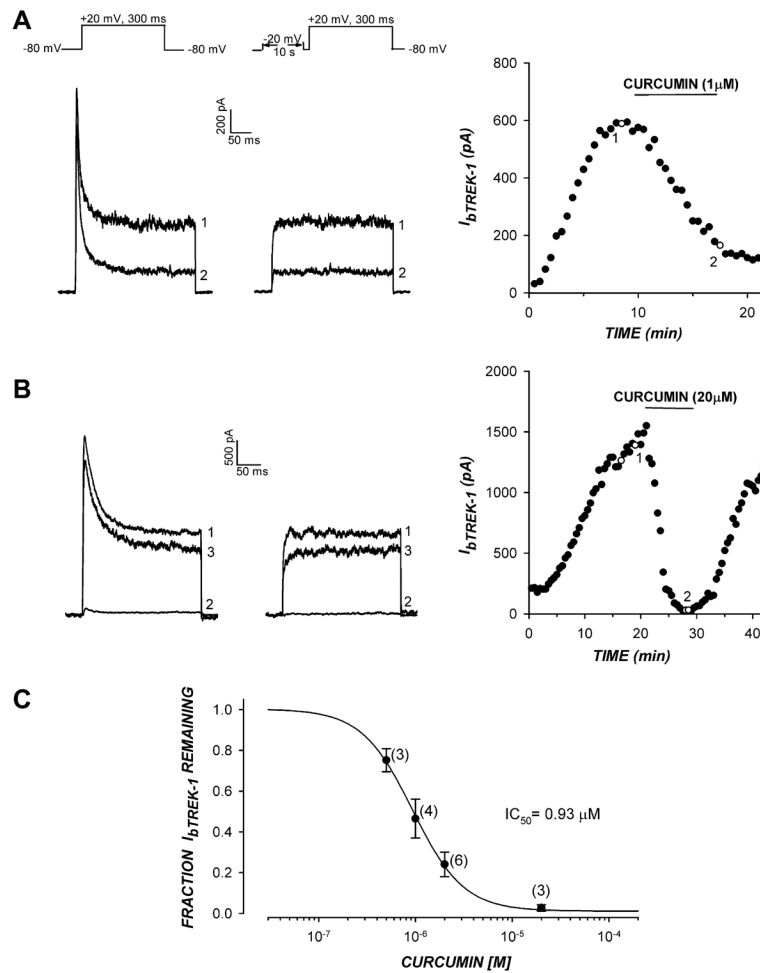 A
+20 mV, 300 ms
-80 mV
-80 mV
-20 mV
10 s
+20 mV, 300 ms
-80 mV
200 pA
50 ms
1
2
1
2
CURCUMIN (1µM)
I_bTREK-1 (pA)
800
600
400
200
0
1
2
0 10 20
TIME (min)
B
500 pA
50 ms
1
3
2
1
3
2
CURCUMIN (20µM)
I_bTREK-1 (pA)
2000
1500
1000
500
0
1
2
0 10 20 30 40
TIME (min)
C
FRACTION I_bTREK-1 REMAINING
1.0
0.8
0.6
0.4
0.2
0.0
(3)
(4)
(6)
(3)
IC50= 0.93 µM
10-7 10-6 10-5 10-4
CURCUMIN [M]